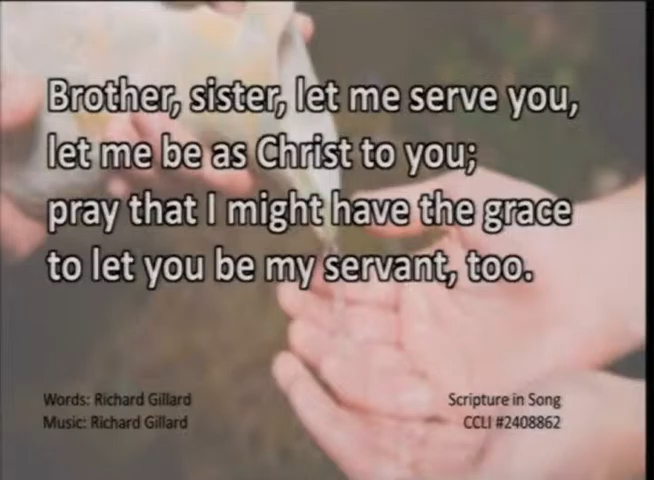 Brother, sister, let me serve you,
let me be as Christ to you;
pray that I might have the grace
to let you be my servant, too.
Words: Richard Gillard
Music: Richard Gillard
Scripture in Song
CCLI #2408862